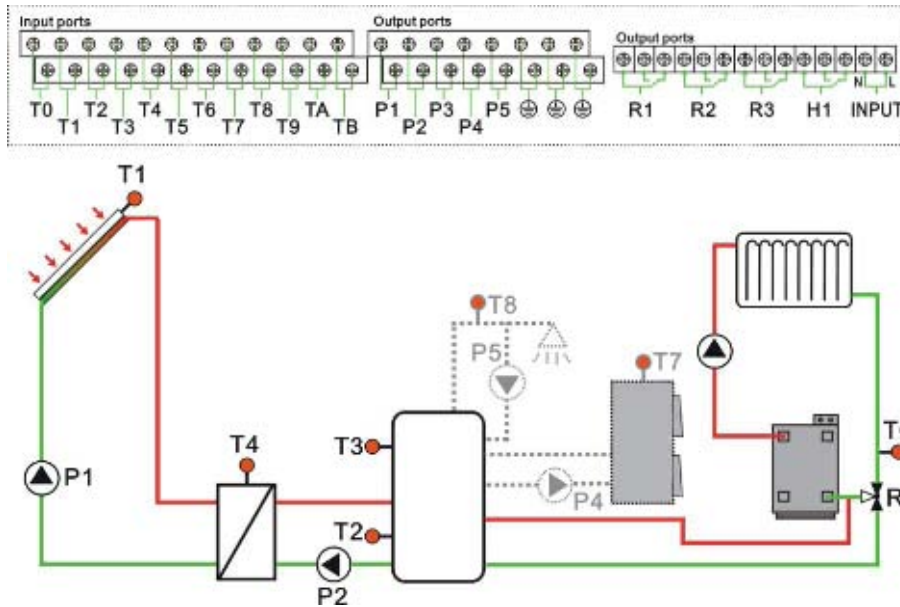 Input ports
Output ports
Output ports
T0 T2 T4 T6 T8 TA
T1 T3 T5 T7 T9 TB
P1 P3 P5
P2 P4
R1 R2 R3 H1 INPUT
N L
T1
T8
P5
T7
T3
T4
P1
P4
T2
P2
R